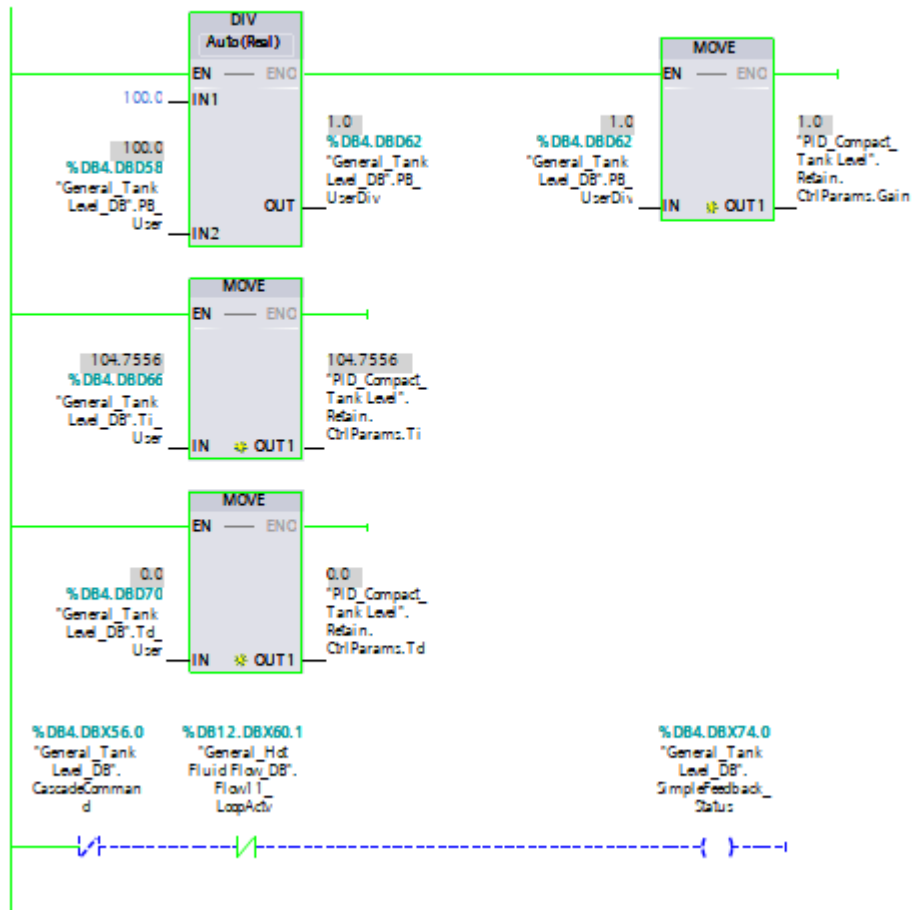 DIV
Auto (Real)
EN
ENO
100.0
IN1
100.0
%DB4.DBD58
"General_Tank
Level_DB".PB_
User
IN2
OUT
1.0
%DB4.DBD62
"General_Tank
Level_DB".PB_
UserDiv
MOVE
EN
ENO
1.0
%DB4.DBD62
"General_Tank
Level_DB".PB_
UserDiv
IN
OUT1
1.0
"PID_Compact_
Tank Level".
Retain.
CtrlParams.Gain
MOVE
EN
ENO
104.7556
%DB4.DBD66
"General_Tank
Level_DB".Ti_
User
IN
OUT1
104.7556
"PID_Compact_
Tank Level".
Retain.
CtrlParams.Ti
MOVE
EN
ENO
0.0
%DB4.DBD70
"General_Tank
Level_DB".Td_
User
IN
OUT1
0.0
"PID_Compact_
Tank Level".
Retain.
CtrlParams.Td
%DB4.DBX56.0
"General_Tank
Level_DB".
CascadeComman
d
%DB12.DBX60.1
"General_Hot
Fluid Flow_DB".
Flow11_
LoopActv
%DB4.DBX74.0
"General_Tank
Level_DB".
SimpleFeedback_
Status